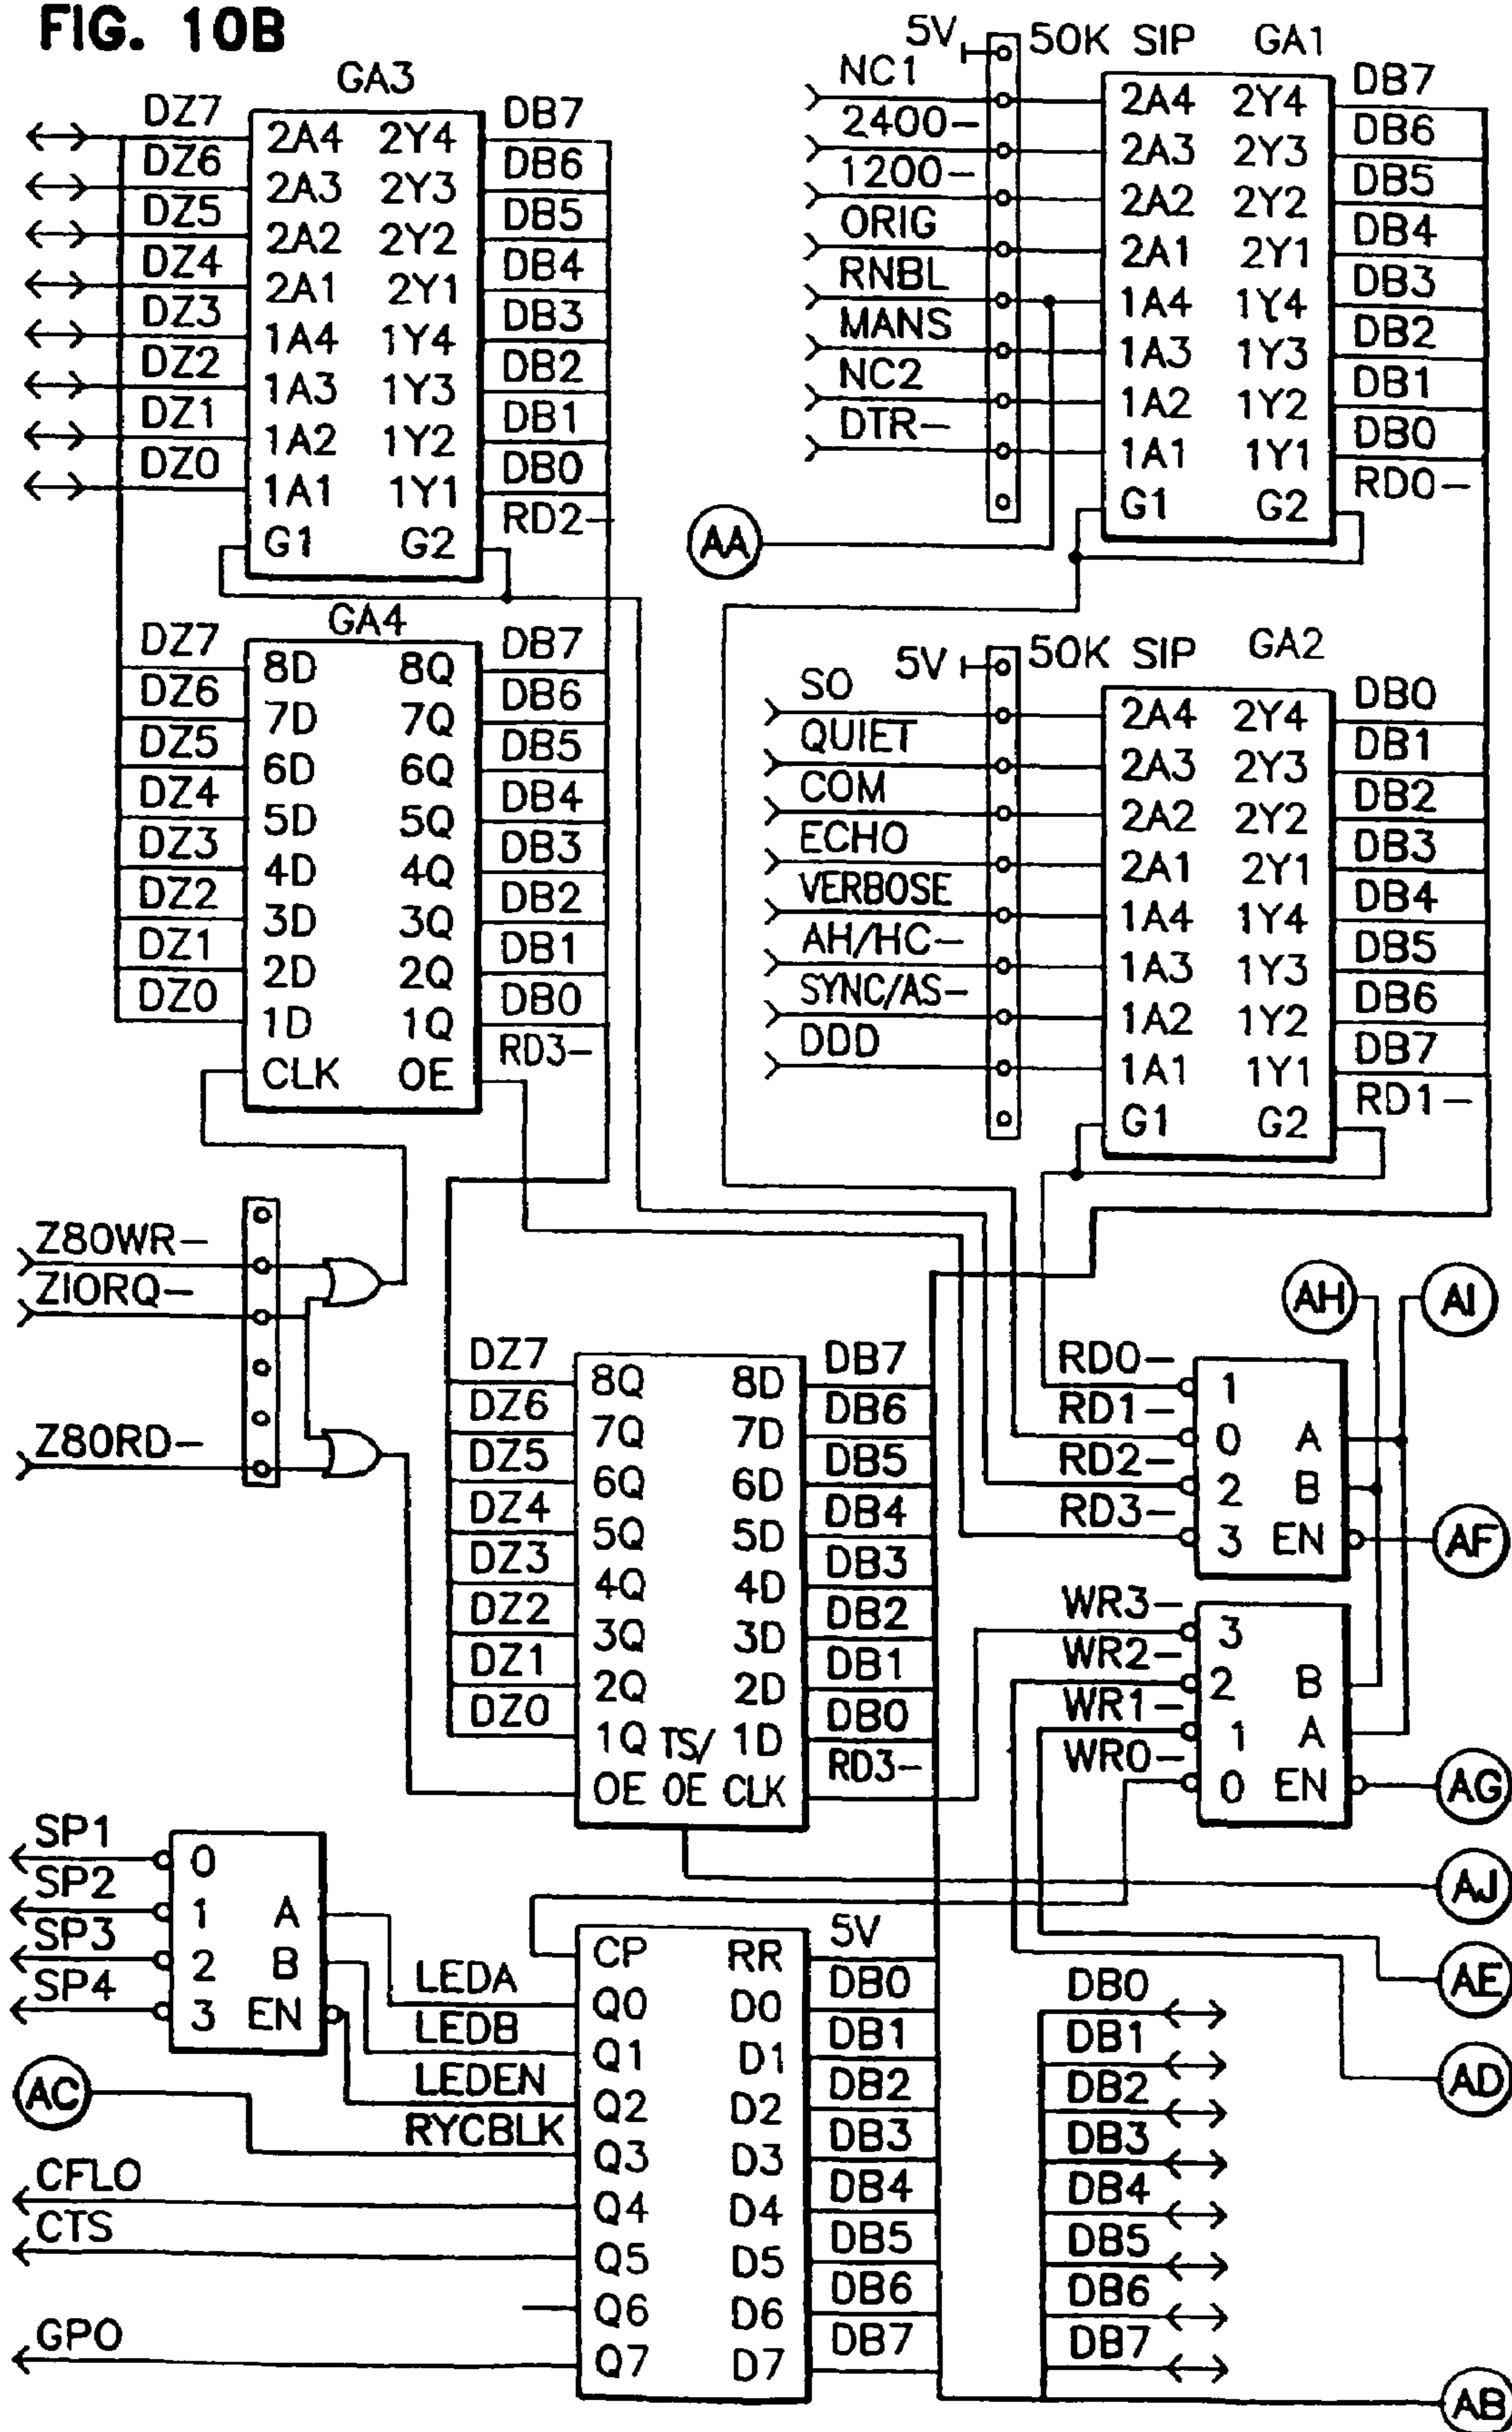 FIG. 10B
GA3
DZ7 2A4 2Y4 DB7
DZ6 2A3 2Y3 DB6
DZ5 2A2 2Y2 DB5
DZ4 2A1 2Y1 DB4
DZ3 1A4 1Y4 DB3
DZ2 1A3 1Y3 DB2
DZ1 1A2 1Y2 DB1
DZ0 1A1 1Y1 DB0
G1 G2 RD2-
5V 50K SIP GA1
NC1 2A4 2Y4 DB7
2400- 2A3 2Y3 DB6
1200- 2A2 2Y2 DB5
ORIG 2A1 2Y1 DB4
RNBL 1A4 1Y4 DB3
MANS 1A3 1Y3 DB2
NC2 1A2 1Y2 DB1
DTR- 1A1 1Y1 DB0
G1 G2 RD0-
AA
GA4
DZ7 8D 8Q DB7
DZ6 7D 7Q DB6
DZ5 6D 6Q DB5
DZ4 5D 5Q DB4
DZ3 4D 4Q DB3
DZ2 3D 3Q DB2
DZ1 2D 2Q DB1
DZ0 1D 1Q DB0
CLK OE RD3-
5V 50K SIP GA2
SO 2A4 2Y4 DB0
QUIET 2A3 2Y3 DB1
COM 2A2 2Y2 DB2
ECHO 2A1 2Y1 DB3
VERBOSE 1A4 1Y4 DB4
AH/HC- 1A3 1Y3 DB5
SYNC/AS- 1A2 1Y2 DB6
DDD 1A1 1Y1 DB7
G1 G2 RD1-
Z80WR-
ZIORQ-
Z80RD-
DZ7 8Q 8D DB7
DZ6 7Q 7D DB6
DZ5 6Q 6D DB5
DZ4 5Q 5D DB4
DZ3 4Q 4D DB3
DZ2 3Q 3D DB2
DZ1 2Q 2D DB1
DZ0 1Q TS/ 1D DB0
OE OE CLK RD3-
AH AI
RD0- 1
RD1- 0 A
RD2- 2 B
RD3- 3 EN AF
WR3- 3
WR2- 2 B
WR1- 1 A
WR0- 0 EN AG
AJ
AE
AD
SP1 0
SP2 1 A
SP3 2 B
SP4 3 EN
AC
CP RR 5V
LEDA Q0 D0 DB0
LEDB Q1 D1 DB1
LEDEN Q2 D2 DB2
RYCBLK Q3 D3 DB3
CFLO Q4 D4 DB4
CTS Q5 D5 DB5
Q6 D6 DB6
GPO Q7 D7 DB7
DB0
DB1
DB2
DB3
DB4
DB5
DB6
DB7
AB